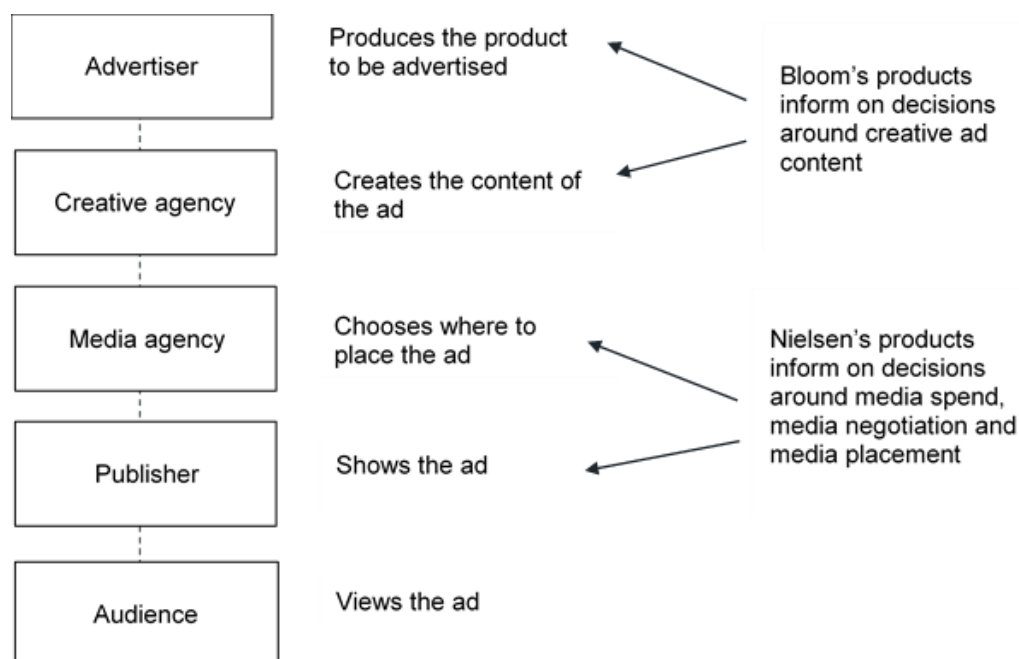 Advertiser
Produces the product
to be advertised
Bloom’s products
inform on decisions
around creative ad
content
Creative agency
Creates the content of
the ad
Media agency
Chooses where to
place the ad
Nielsen’s products
inform on decisions
around media spend,
media negotiation and
media placement
Publisher
Shows the ad
Audience
Views the ad